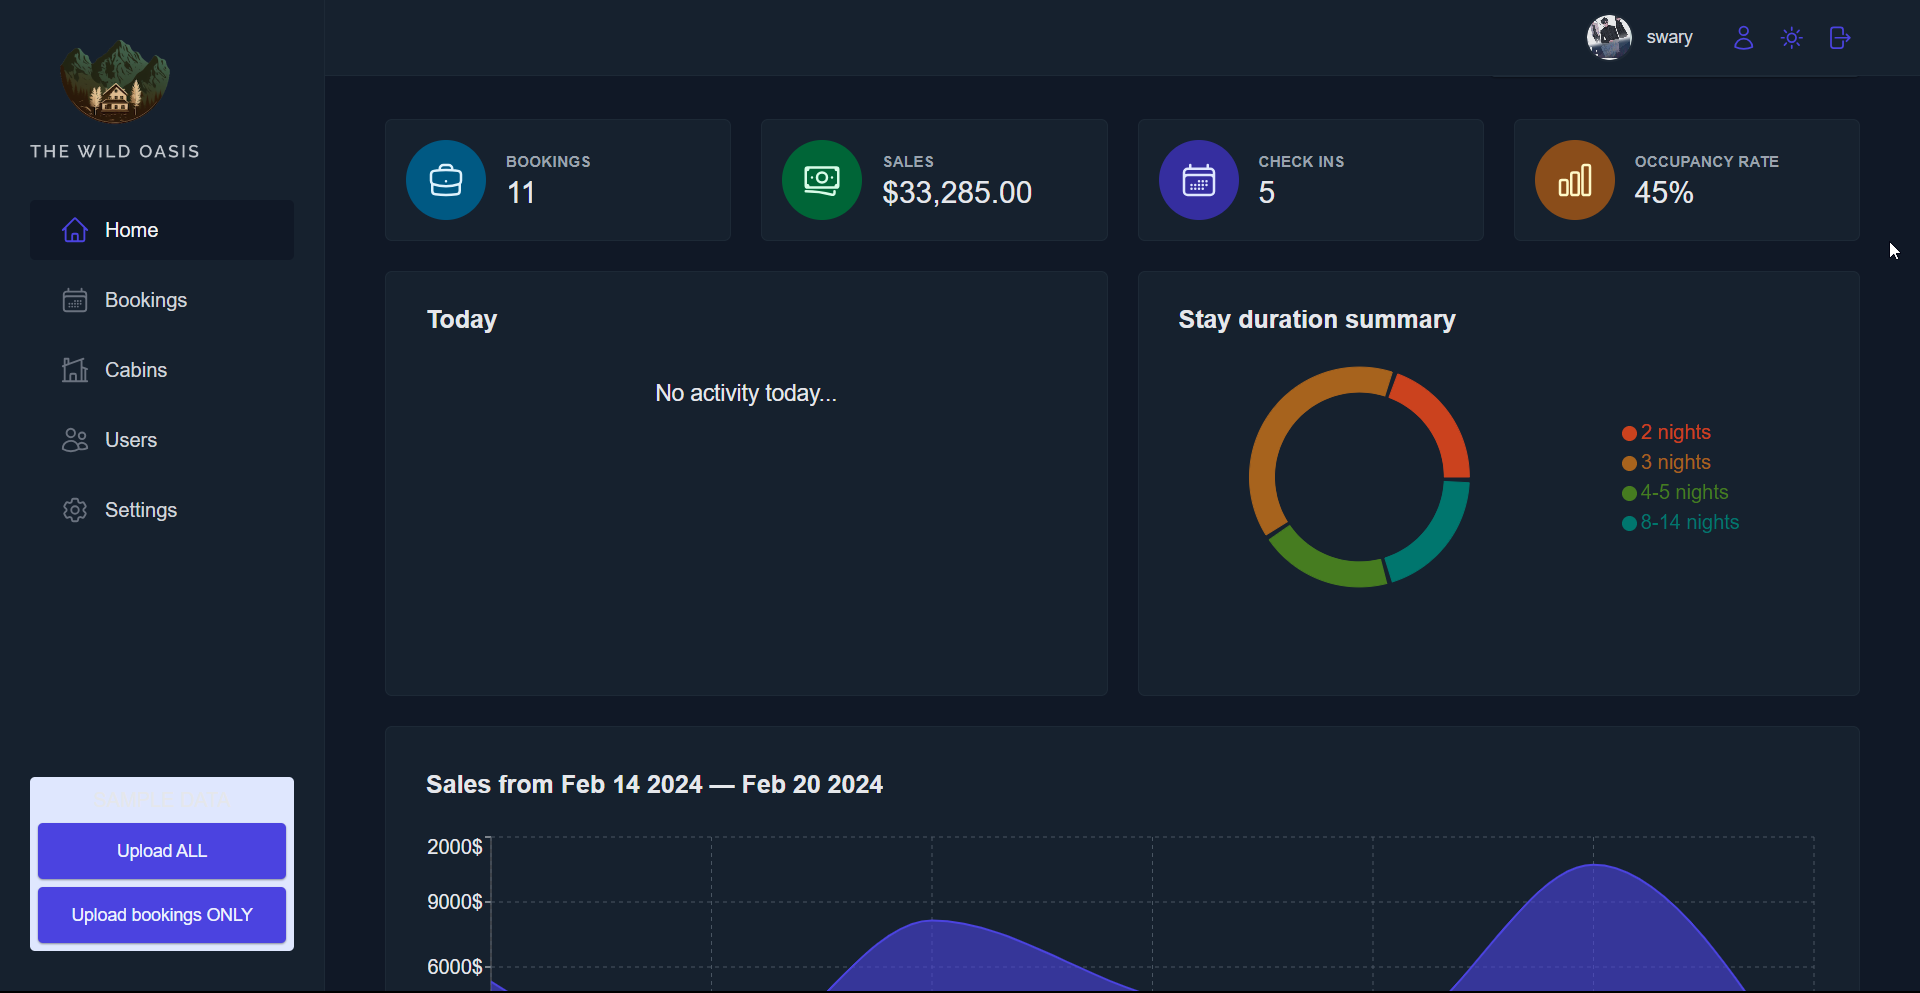 THE WILD OASIS
Home
Bookings
Cabins
Users
Settings
Upload ALL
Upload bookings ONLY
swary
BOOKINGS
11
SALES
$33,285.00
CHECK INS
5
OCCUPANCY RATE
45%
Today
No activity today...
Stay duration summary
2 nights
3 nights
4-5 nights
8-14 nights
Sales from Feb 14 2024 — Feb 20 2024
2000$
9000$
6000$